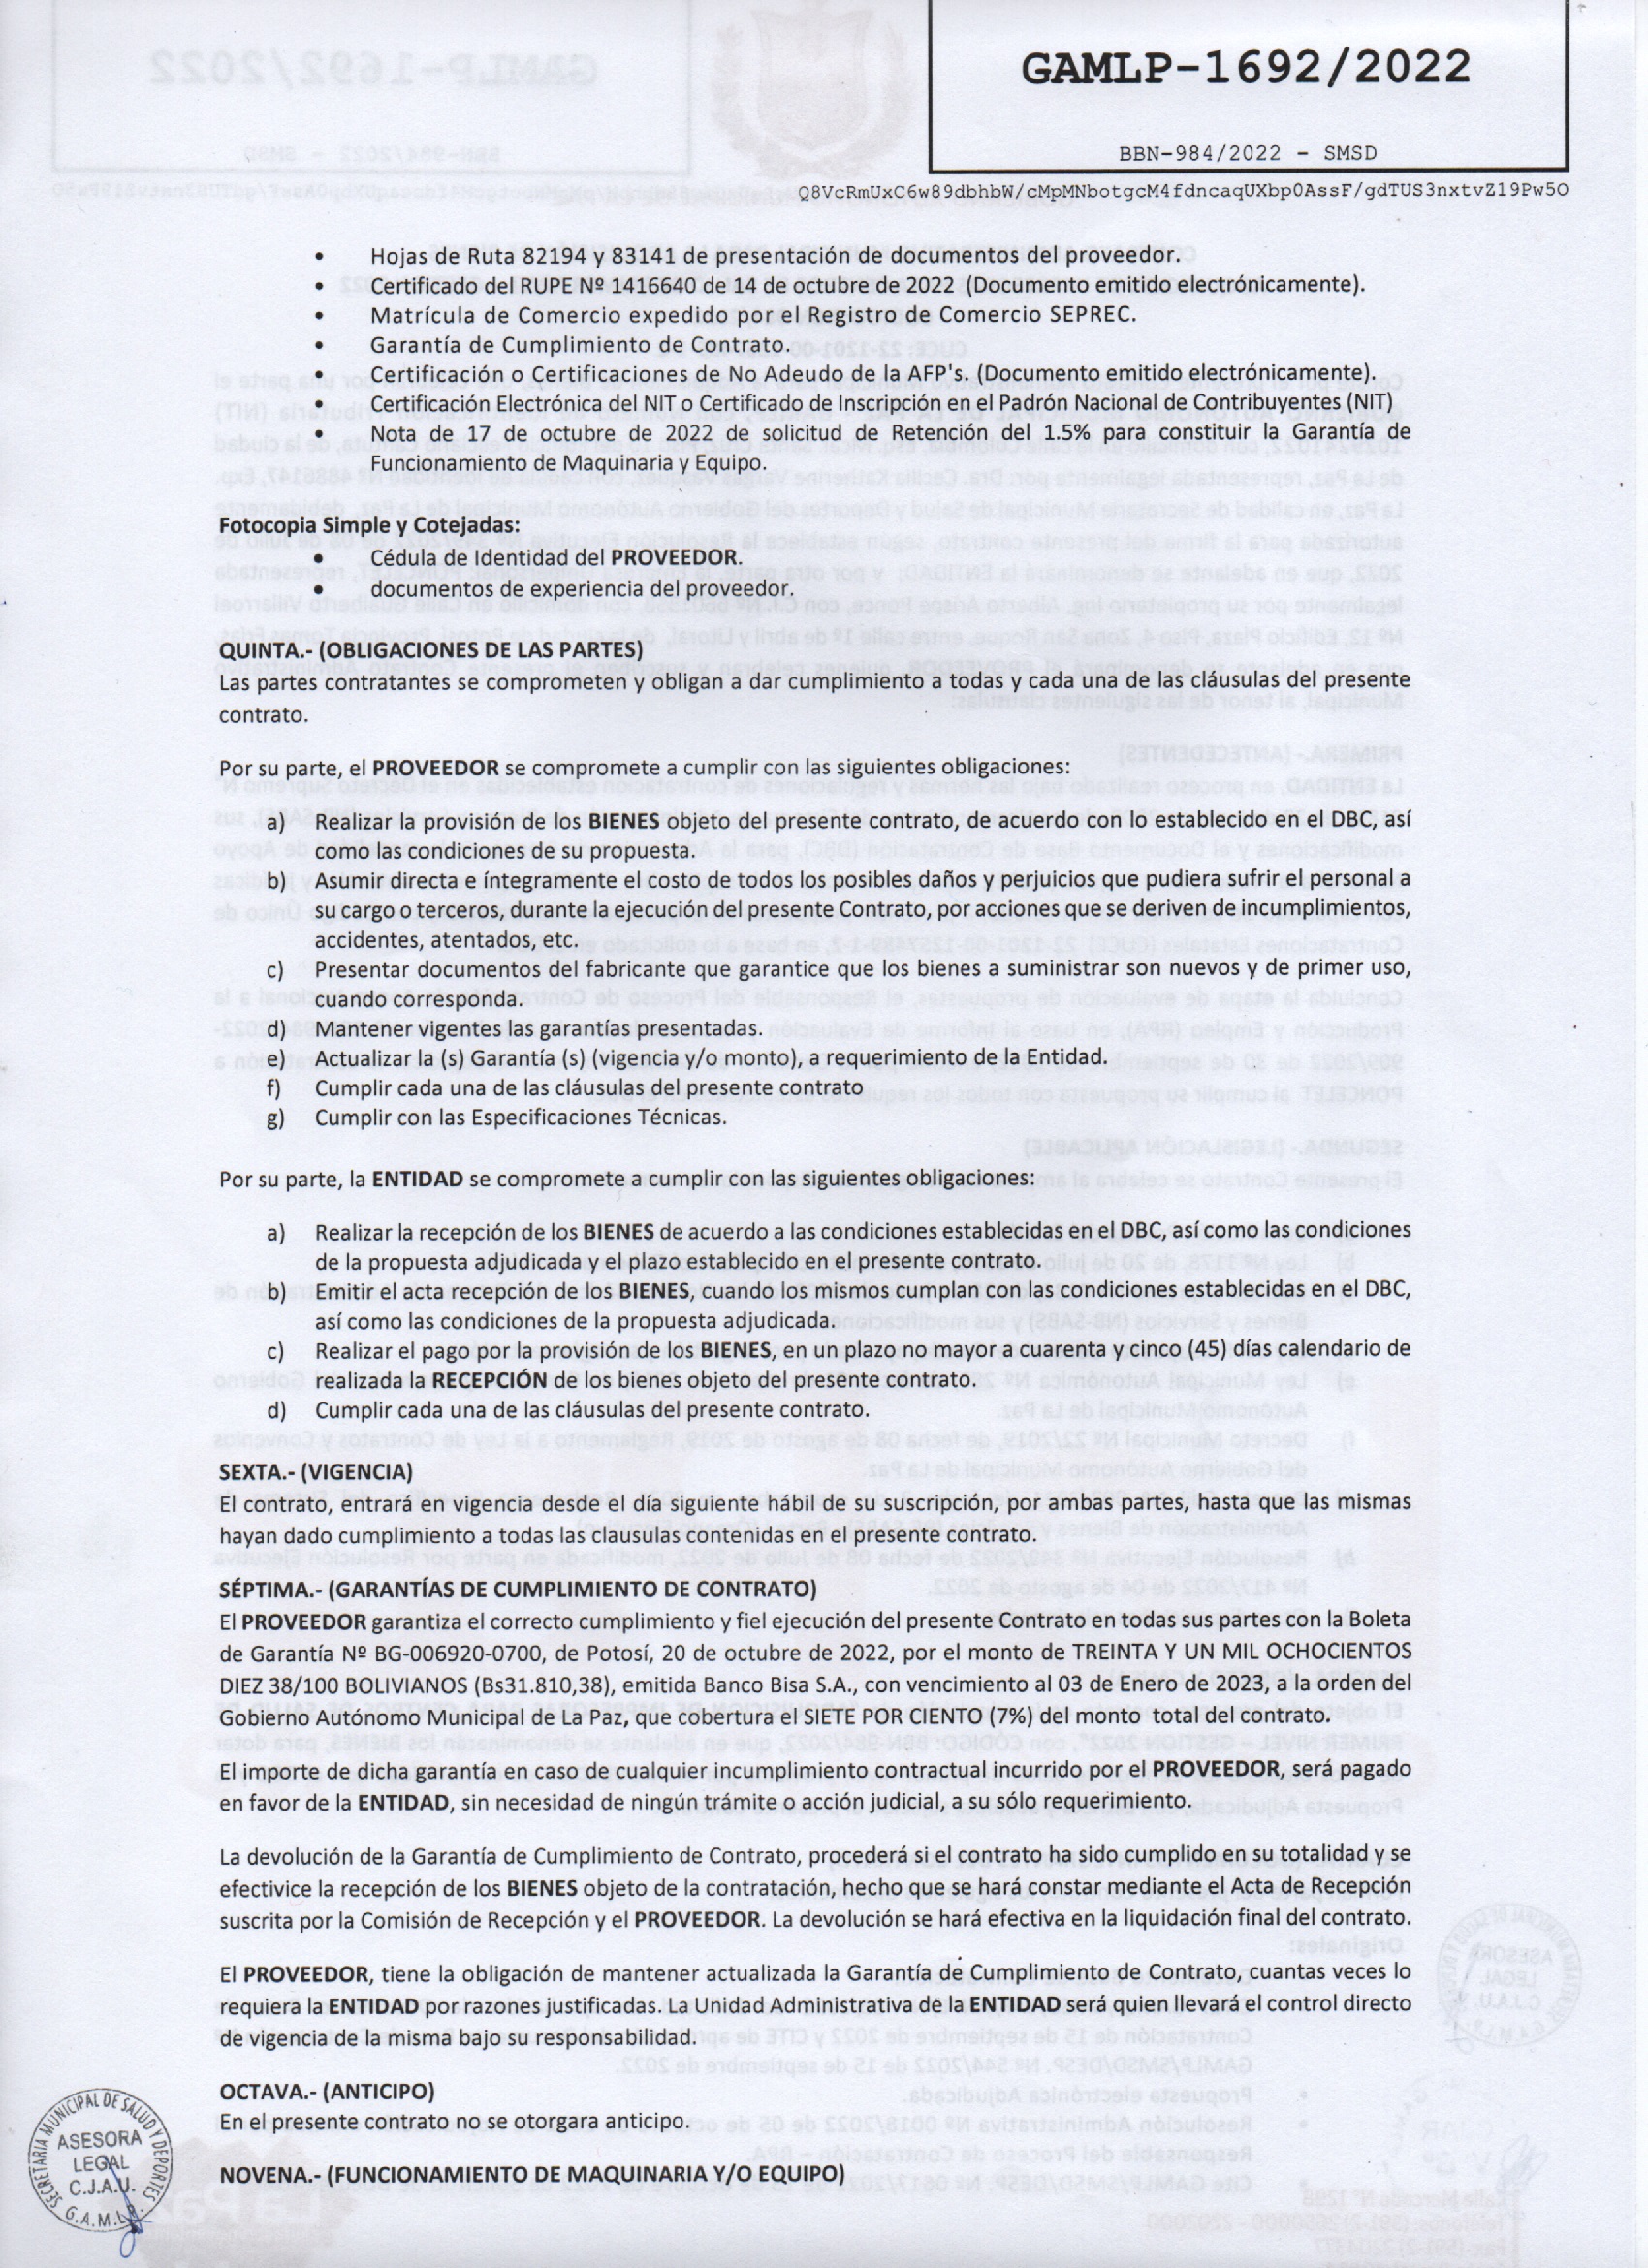 GAMLP-1692/2022
BBN-984/2022 - SMSD
Q8VcRmUxC6w89dbhbW/cMpMNbotgcM4fdncaqUXbp0AssF/gdTUS3nxtvZ19Pw5O
• Hojas de Ruta 82194 y 83141 de presentación de documentos del proveedor.
• Certificado del RUPE Nº 1416640 de 14 de octubre de 2022 (Documento emitido electrónicamente).
• Matrícula de Comercio expedido por el Registro de Comercio SEPREC.
• Garantía de Cumplimiento de Contrato.
• Certificación o Certificaciones de No Adeudo de la AFP's. (Documento emitido electrónicamente).
• Certificación Electrónica del NIT o Certificado de Inscripción en el Padrón Nacional de Contribuyentes (NIT)
• Nota de 17 de octubre de 2022 de solicitud de Retención del 1.5% para constituir la Garantía de
Funcionamiento de Maquinaria y Equipo.
Fotocopia Simple y Cotejadas:
• Cédula de Identidad del PROVEEDOR.
• documentos de experiencia del proveedor.
QUINTA.- (OBLIGACIONES DE LAS PARTES)
Las partes contratantes se comprometen y obligan a dar cumplimiento a todas y cada una de las cláusulas del presente
contrato.
Por su parte, el PROVEEDOR se compromete a cumplir con las siguientes obligaciones:
a) Realizar la provisión de los BIENES objeto del presente contrato, de acuerdo con lo establecido en el DBC, así
como las condiciones de su propuesta.
b) Asumir directa e íntegramente el costo de todos los posibles daños y perjuicios que pudiera sufrir el personal a
su cargo o terceros, durante la ejecución del presente Contrato, por acciones que se deriven de incumplimientos,
accidentes, atentados, etc.
c) Presentar documentos del fabricante que garantice que los bienes a suministrar son nuevos y de primer uso,
cuando corresponda.
d) Mantener vigentes las garantías presentadas.
e) Actualizar la (s) Garantía (s) (vigencia y/o monto), a requerimiento de la Entidad.
f) Cumplir cada una de las cláusulas del presente contrato
g) Cumplir con las Especificaciones Técnicas.
Por su parte, la ENTIDAD se compromete a cumplir con las siguientes obligaciones:
a) Realizar la recepción de los BIENES de acuerdo a las condiciones establecidas en el DBC, así como las condiciones
de la propuesta adjudicada y el plazo establecido en el presente contrato.
b) Emitir el acta recepción de los BIENES, cuando los mismos cumplan con las condiciones establecidas en el DBC,
así como las condiciones de la propuesta adjudicada.
c) Realizar el pago por la provisión de los BIENES, en un plazo no mayor a cuarenta y cinco (45) días calendario de
realizada la RECEPCIÓN de los bienes objeto del presente contrato.
d) Cumplir cada una de las cláusulas del presente contrato.
SEXTA.- (VIGENCIA)
El contrato, entrará en vigencia desde el día siguiente hábil de su suscripción, por ambas partes, hasta que las mismas
hayan dado cumplimiento a todas las clausulas contenidas en el presente contrato.
SÉPTIMA.- (GARANTÍAS DE CUMPLIMIENTO DE CONTRATO)
El PROVEEDOR garantiza el correcto cumplimiento y fiel ejecución del presente Contrato en todas sus partes con la Boleta
de Garantía Nº BG-006920-0700, de Potosí, 20 de octubre de 2022, por el monto de TREINTA Y UN MIL OCHOCIENTOS
DIEZ 38/100 BOLIVIANOS (Bs31.810,38), emitida Banco Bisa S.A., con vencimiento al 03 de Enero de 2023, a la orden del
Gobierno Autónomo Municipal de La Paz, que cobertura el SIETE POR CIENTO (7%) del monto total del contrato.
El importe de dicha garantía en caso de cualquier incumplimiento contractual incurrido por el PROVEEDOR, será pagado
en favor de la ENTIDAD, sin necesidad de ningún trámite o acción judicial, a su sólo requerimiento.
La devolución de la Garantía de Cumplimiento de Contrato, procederá si el contrato ha sido cumplido en su totalidad y se
efectivice la recepción de los BIENES objeto de la contratación, hecho que se hará constar mediante el Acta de Recepción
suscrita por la Comisión de Recepción y el PROVEEDOR. La devolución se hará efectiva en la liquidación final del contrato.
El PROVEEDOR, tiene la obligación de mantener actualizada la Garantía de Cumplimiento de Contrato, cuantas veces lo
requiera la ENTIDAD por razones justificadas. La Unidad Administrativa de la ENTIDAD será quien llevará el control directo
de vigencia de la misma bajo su responsabilidad.
OCTAVA.- (ANTICIPO)
En el presente contrato no se otorgara anticipo.
NOVENA.- (FUNCIONAMIENTO DE MAQUINARIA Y/O EQUIPO)
SECRETARIA MUNICIPAL DE SALUD Y DEPORTES
ASESORA
LEGAL
C.J.A.U.
G.A.M.L.P.